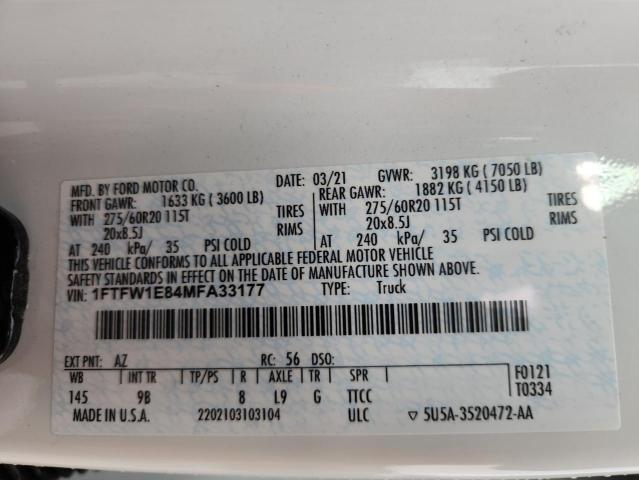 MFD. BY FORD MOTOR CO.
DATE: 03/21 GVWR: 3198 KG ( 7050 LB)
FRONT GAWR: 1633 KG ( 3600 LB) REAR GAWR: 1882 KG ( 4150 LB)
WITH 275/60R20 115T TIRES WITH 275/60R20 115T TIRES
20x8.5J RIMS 20x8.5J RIMS
AT 240 kPa/ 35 PSI COLD AT 240 kPa/ 35 PSI COLD
THIS VEHICLE CONFORMS TO ALL APPLICABLE FEDERAL MOTOR VEHICLE
SAFETY STANDARDS IN EFFECT ON THE DATE OF MANUFACTURE SHOWN ABOVE.
VIN: 1FTFW1E84MFA33177 TYPE: Truck
EXT PNT: AZ RC: 56 DSO:
WB INT TR TP/PS R AXLE TR SPR F0121
145 9B 8 L9 G TTCC T0334
MADE IN U.S.A. 2202103103104 ULC ▽ 5U5A-3520472-AA